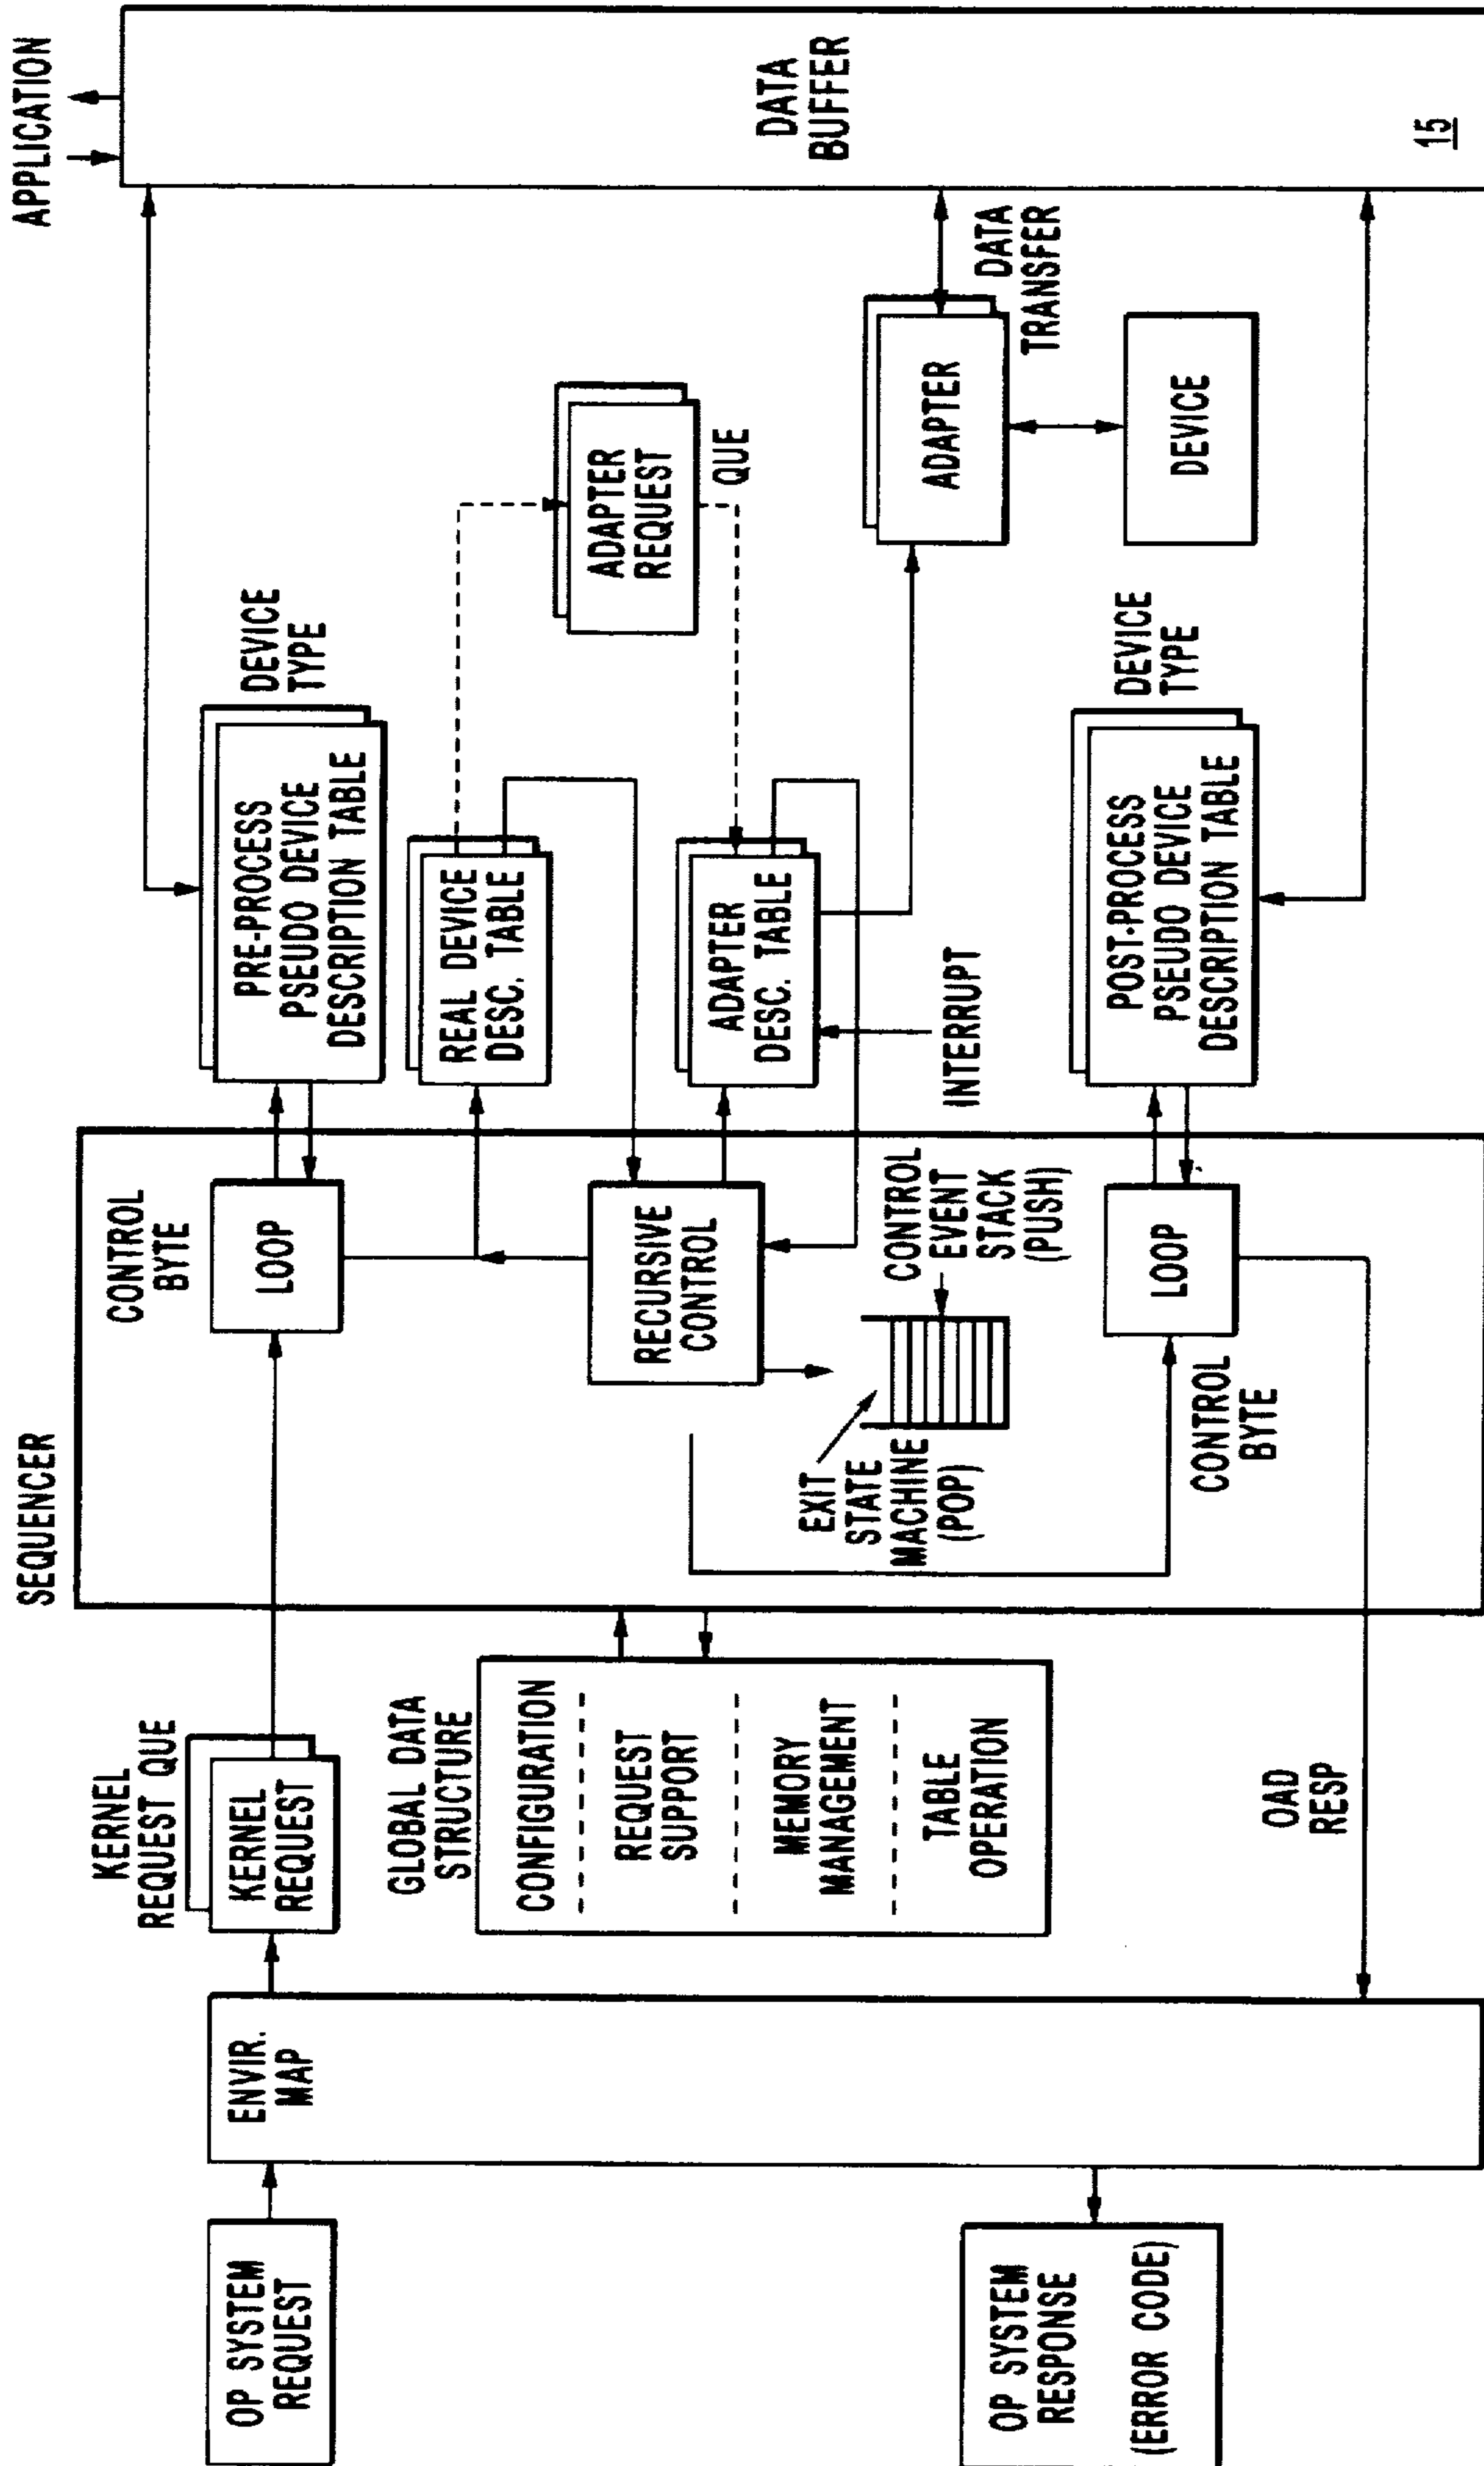 OP SYSTEM
REQUEST
OP SYSTEM
RESPONSE
(ERROR CODE)
ENVIR.
MAP
KERNEL
REQUEST QUE
KERNEL
REQUEST
GLOBAL DATA
STRUCTURE
CONFIGURATION
REQUEST
SUPPORT
MEMORY
MANAGEMENT
TABLE
OPERATION
OAD
RESP
SEQUENCER
CONTROL
BYTE
LOOP
RECURSIVE
CONTROL
EXIT
STATE
MACHINE
(POP)
CONTROL
EVENT
STACK
(PUSH)
LOOP
CONTROL
BYTE
PRE-PROCESS
PSEUDO DEVICE
DESCRIPTION TABLE
DEVICE
TYPE
REAL DEVICE
DESC. TABLE
ADAPTER
DESC. TABLE
INTERRUPT
POST-PROCESS
PSEUDO DEVICE
DESCRIPTION TABLE
DEVICE
TYPE
ADAPTER
REQUEST
QUE
ADAPTER
DEVICE
DATA
TRANSFER
APPLICATION
DATA
BUFFER
15